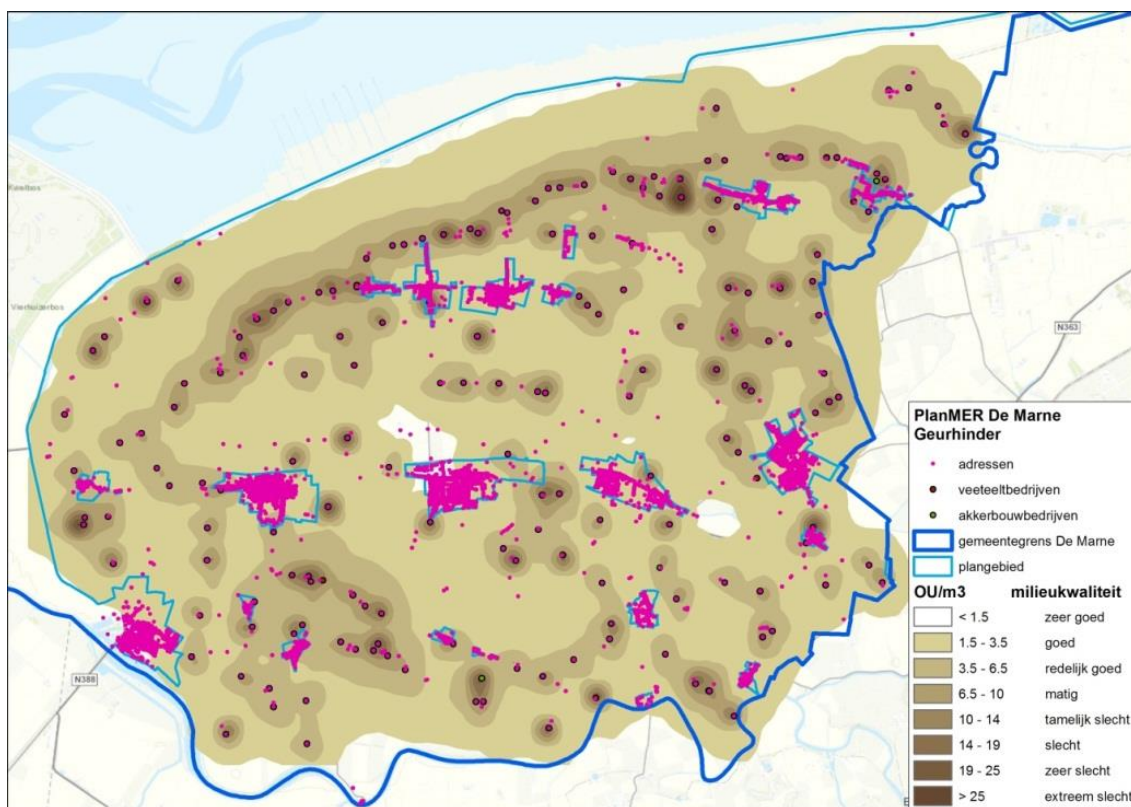 Kwelbos
Vierhuizerbos
N363
N388
PlanMER De Marne
Geurhinder
adressen
veeteeltbedrijven
akkerbouwbedrijven
gemeentegrens De Marne
plangebied
OU/m3 milieukwaliteit
< 1.5 zeer goed
1.5 - 3.5 goed
3.5 - 6.5 redelijk goed
6.5 - 10 matig
10 - 14 tamelijk slecht
14 - 19 slecht
19 - 25 zeer slecht
> 25 extreem slecht